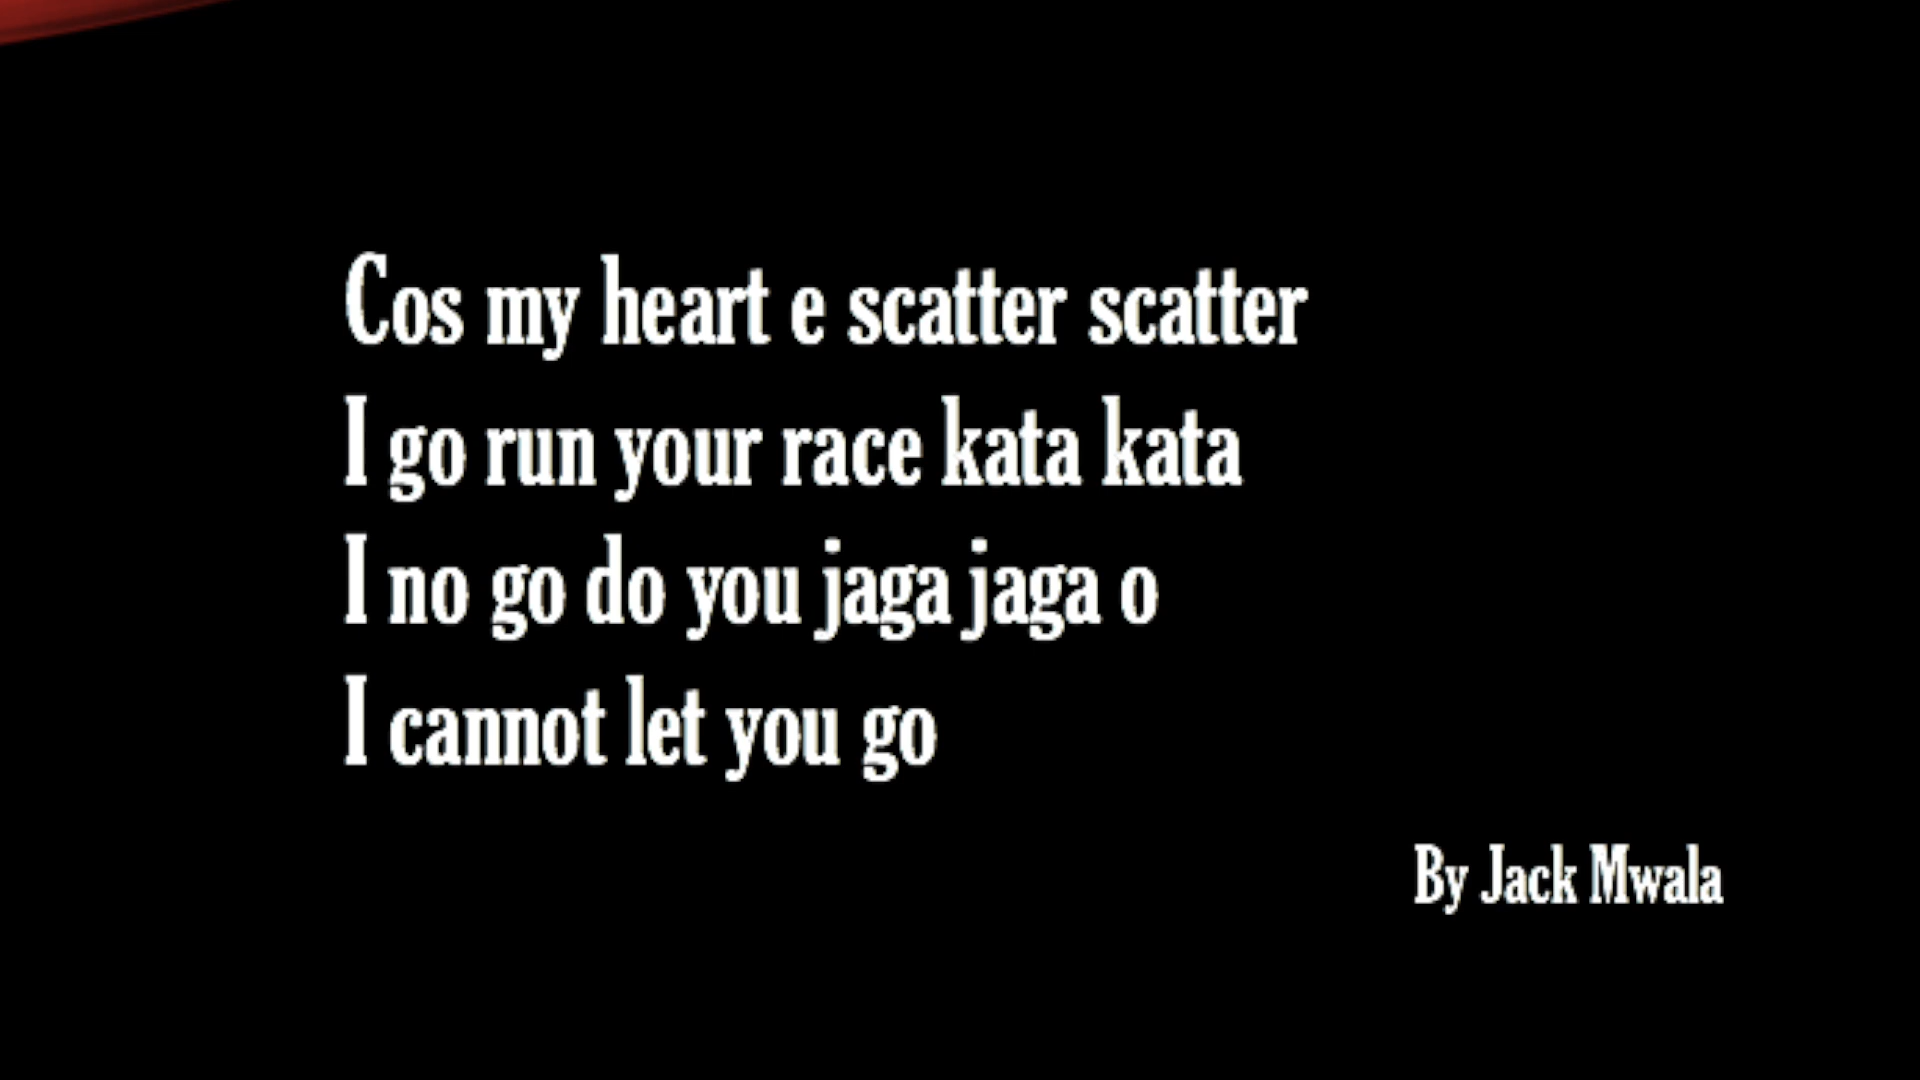 Cos my heart e scatter scatter
I go run your race kata kata
I no go do you jaga jaga o
I cannot let you go
By Jack Mwala